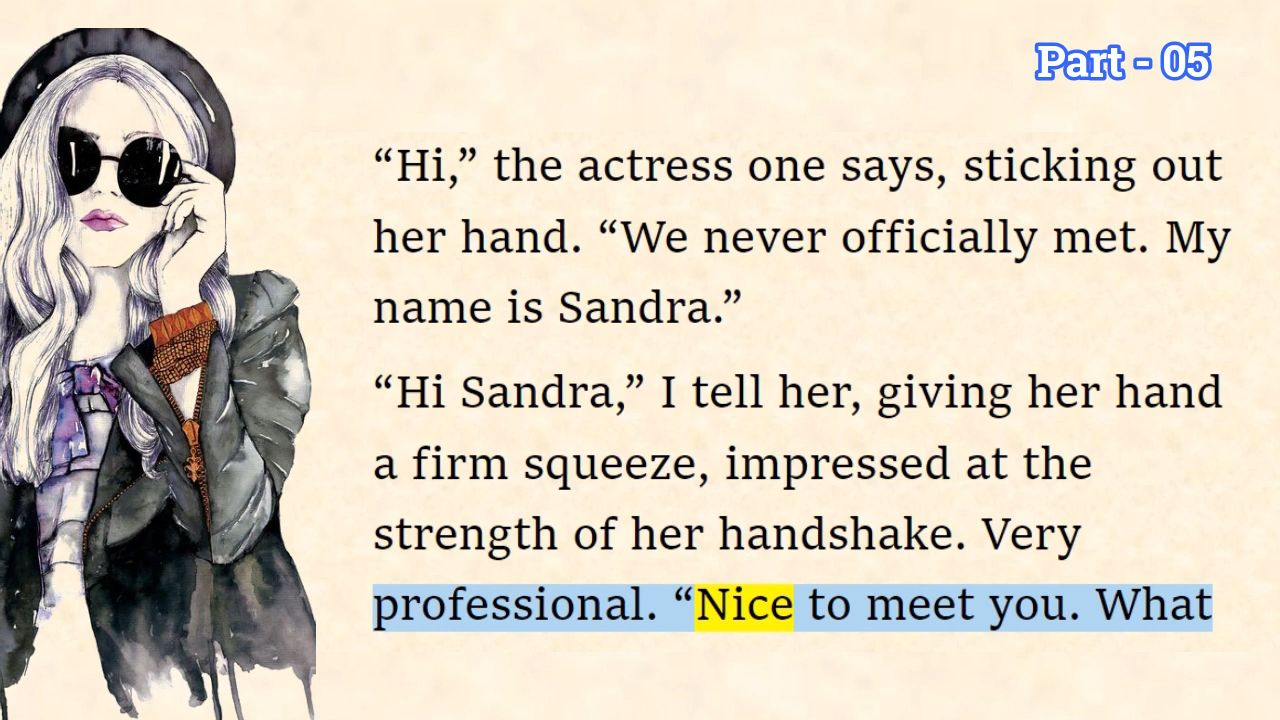 Part - 05
“Hi,” the actress one says, sticking out
her hand. “We never officially met. My
name is Sandra.”
“Hi Sandra,” I tell her, giving her hand
a firm squeeze, impressed at the
strength of her handshake. Very
professional. “Nice to meet you. What